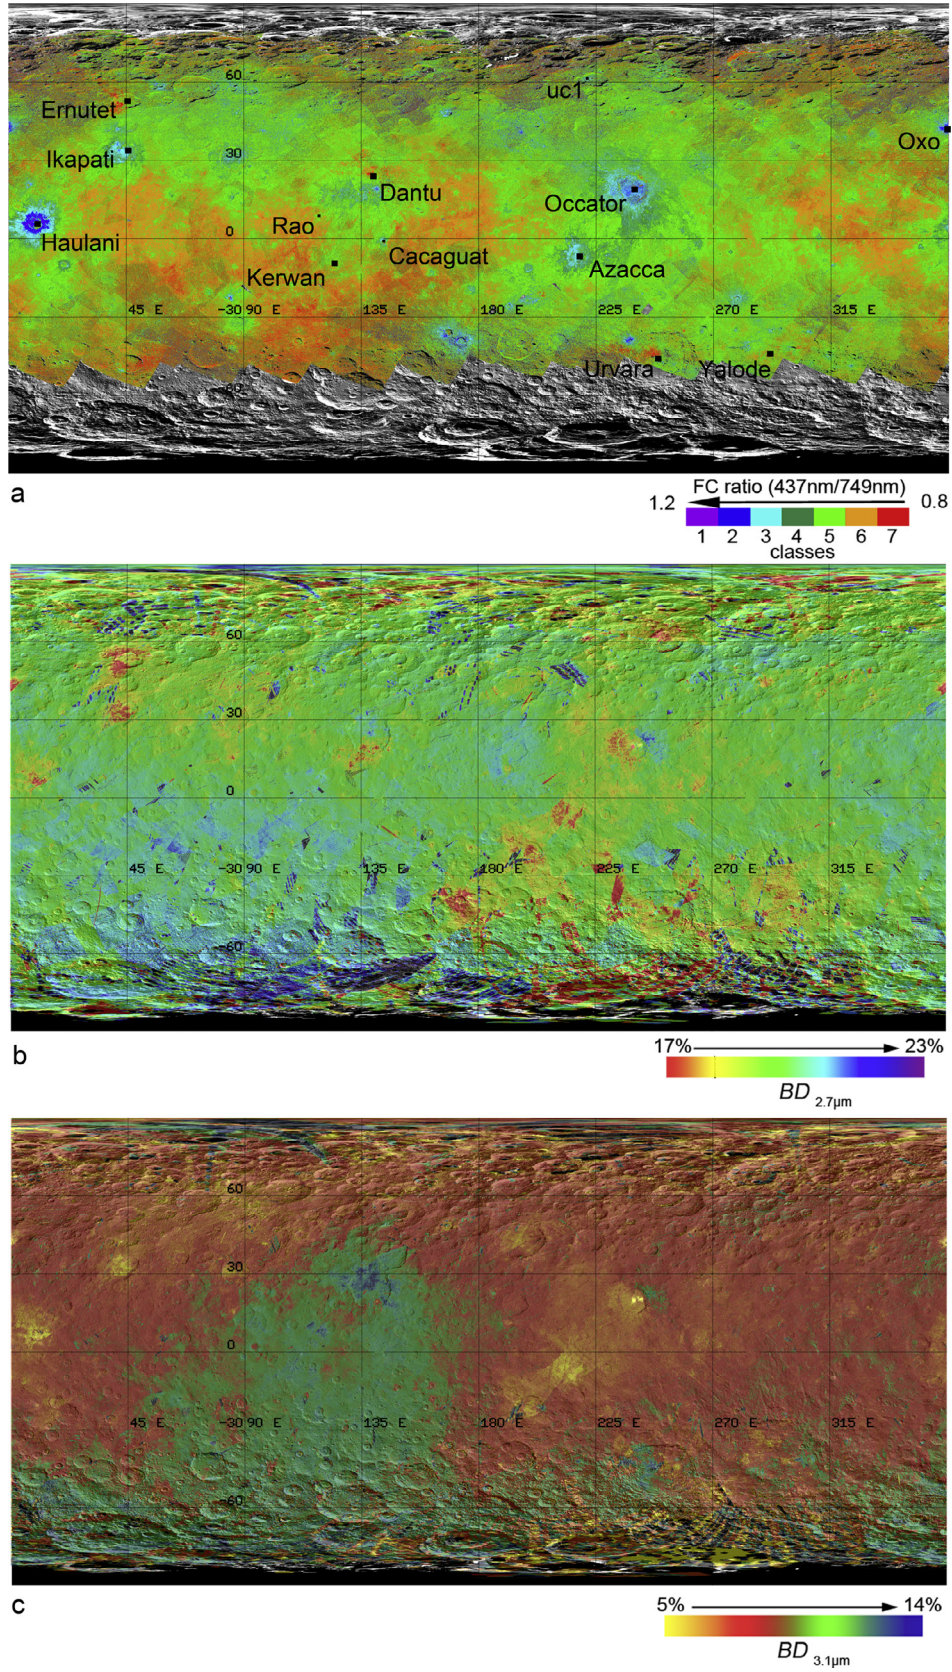 60
uc1
Ernutet
Oxo
Ikapati
30
Dantu
Occator
Rao
0
Haulani
Cacaguat
Azacca
Kerwan
45 E
-30 90 E
135 E
180 E
225 E
270 E
315 E
Urvara
Yalode
a
FC ratio (437nm/749nm)
1.2
0.8
1 2 3 4 5 6 7
classes
60
30
0
45 E
-30 90 E
135 E
180 E
225 E
270 E
315 E
-60
b
17%
23%
BD 2.7µm
60
30
0
45 E
-30 90 E
135 E
180 E
225 E
270 E
315 E
-60
c
5%
14%
BD 3.1µm